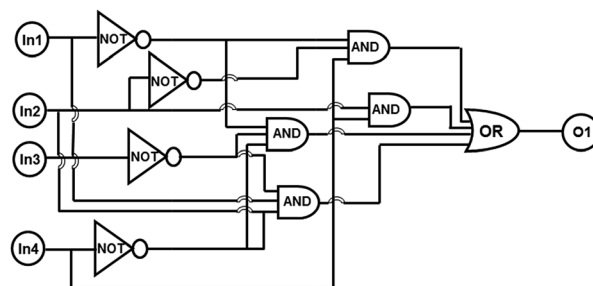 In1
NOT
AND
NOT
In2
AND
AND
OR
O1
In3
NOT
AND
In4
NOT